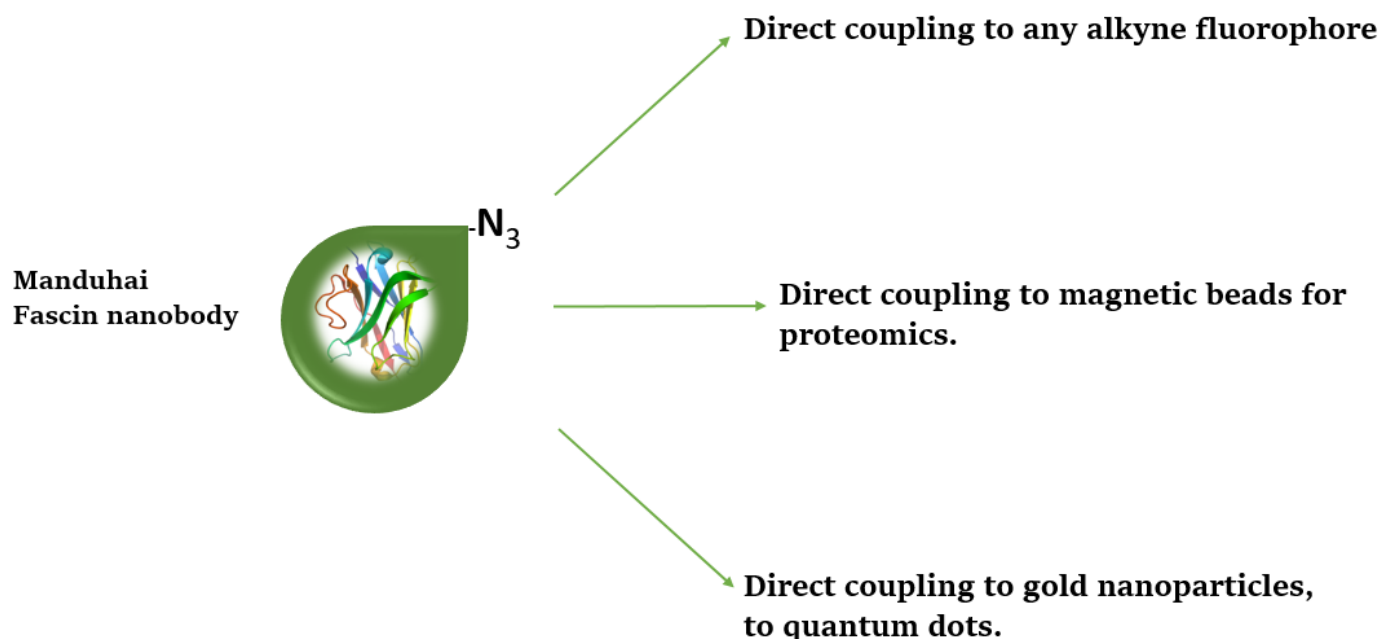 Direct coupling to any alkyne fluorophore
-N₃
Manduhai
Fascin nanobody
Direct coupling to magnetic beads for
proteomics.
Direct coupling to gold nanoparticles,
to quantum dots.